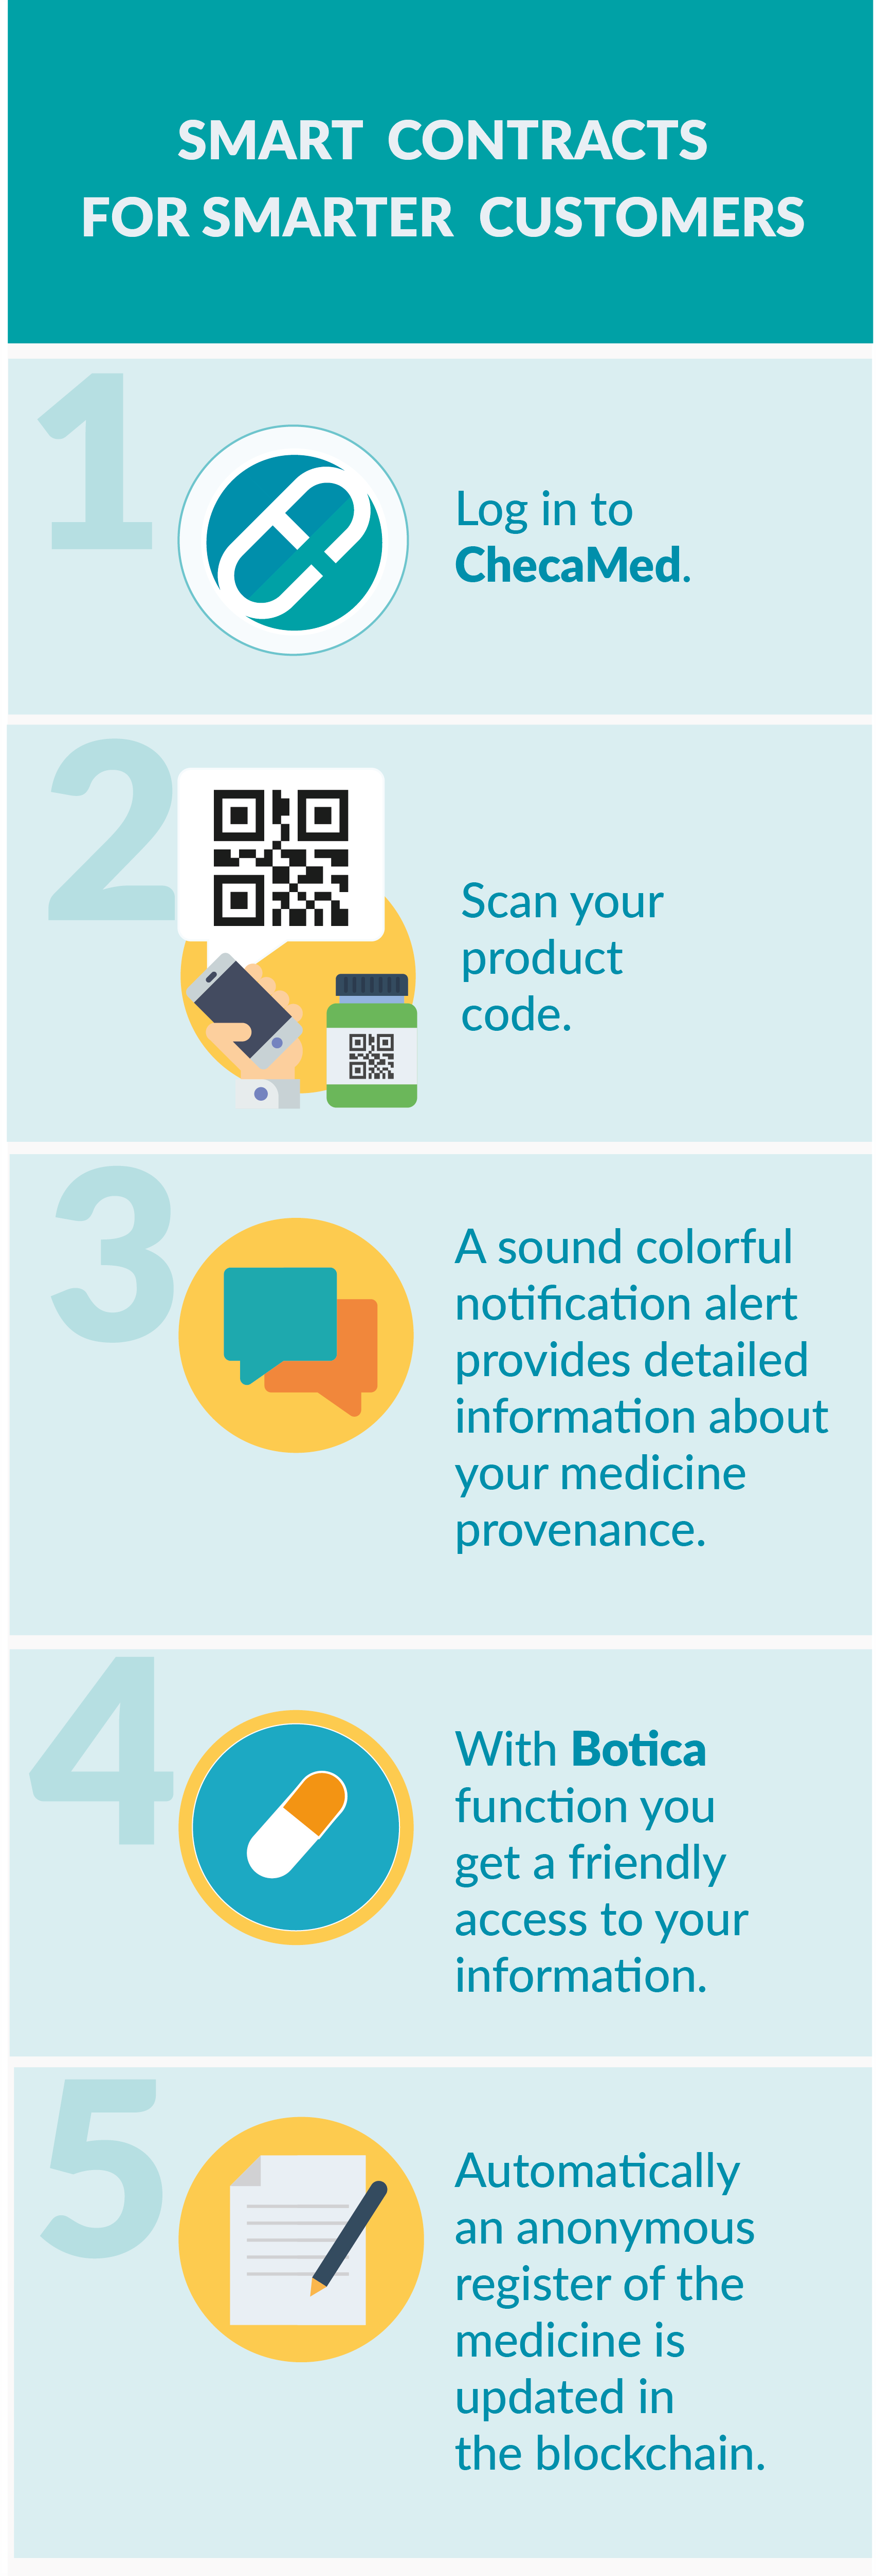 SMART CONTRACTS
FOR SMARTER CUSTOMERS
1
Log in to
ChecaMed.
2
Scan your
product
code.
3
A sound colorful
notification alert
provides detailed
information about
your medicine
provenance.
4
With Botica
function you
get a friendly
access to your
information.
5
Automatically
an anonymous
register of the
medicine is
updated in
the blockchain.